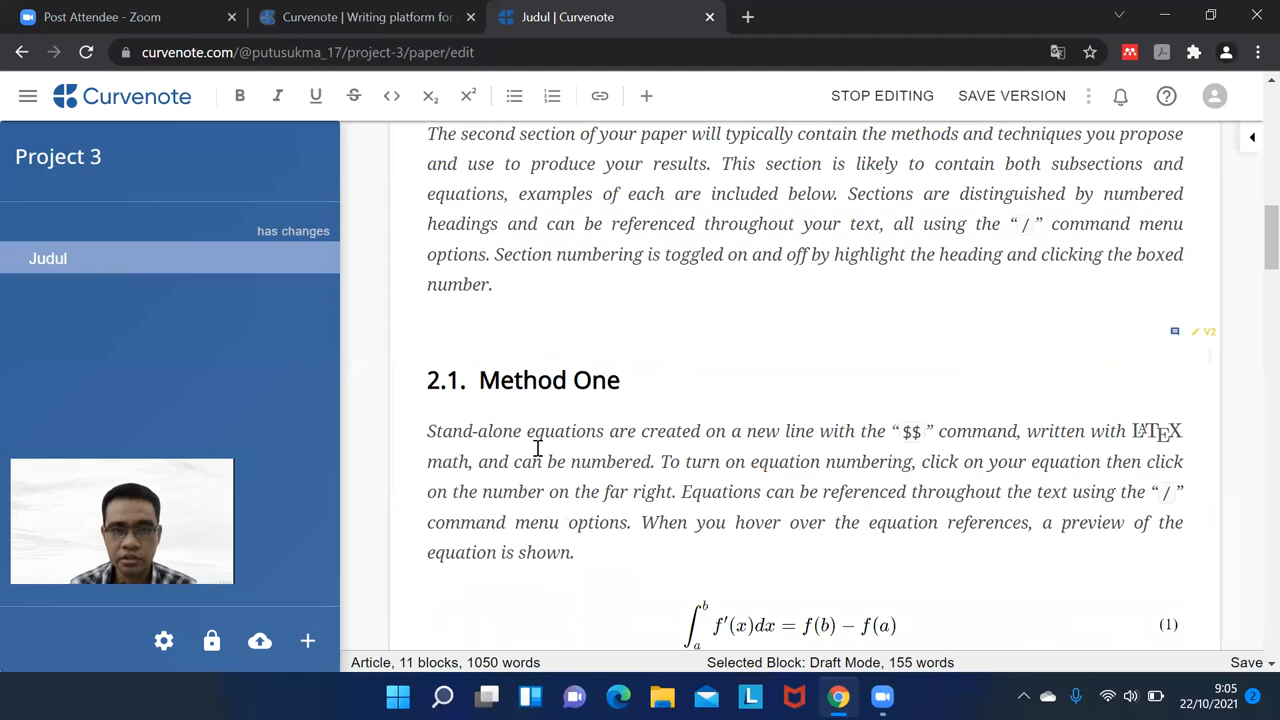 Post Attendee - Zoom
Curvenote | Writing platform for
Judul | Curvenote
curvenote.com/@putusukma_17/project-3/paper/edit
Curvenote
B I U S <> X₂ X²
STOP EDITING
SAVE VERSION
Project 3
has changes
Judul
The second section of your paper will typically contain the methods and techniques you propose
and use to produce your results. This section is likely to contain both subsections and
equations, examples of each are included below. Sections are distinguished by numbered
headings and can be referenced throughout your text, all using the “ / ” command menu
options. Section numbering is toggled on and off by highlight the heading and clicking the boxed
number.
V2
2.1. Method One
Stand-alone equations are created on a new line with the “ $$ ” command, written with LATEX
math, and can be numbered. To turn on equation numbering, click on your equation then click
on the number on the far right. Equations can be referenced throughout the text using the “ / ”
command menu options. When you hover over the equation references, a preview of the
equation is shown.
∫ₐᵇ f′(x)dx = f(b) − f(a) (1)
Article, 11 blocks, 1050 words
Selected Block: Draft Mode, 155 words
Save
L
9:05
22/10/2021
2